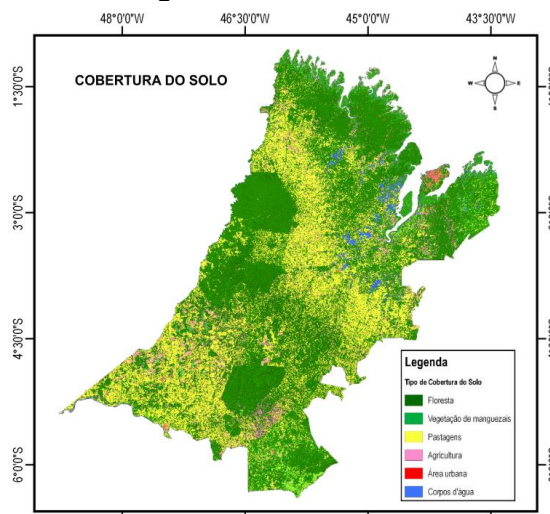 48°0'0"S 46°3'0"S 45°0'0"S 43°5'0"S
COBERTURA DO SOLO
N
W E
S
1°30'0"S
3°0'0"S
4°30'0"S
6°0'0"S
Legenda
Tipo de Cobertura do Solo
Floresta
Vegetação de manguezais
Pastagens
Agricultura
Área urbana
Corpos d'água